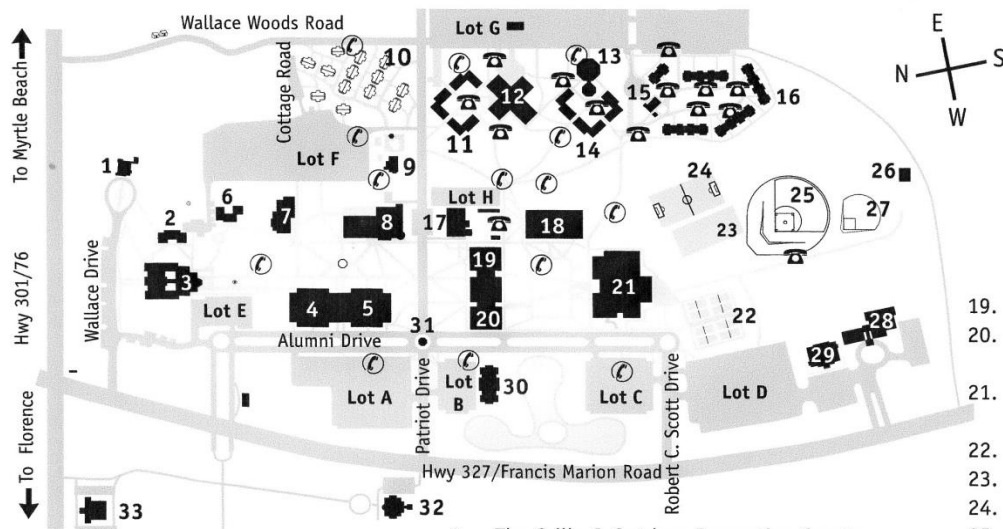 Wallace Woods Road
Lot G
E
N
S
W
To Myrtle Beach
Hwy 301/76
To Florence
Cottage Road
10
13
12
15
16
11
14
Lot F
1
9
24
26
25
27
6
7
2
8
Lot H
17
18
23
3
19
21
Lot E
4
5
20
22
28
31
Alumni Drive
Wallace Drive
29
19.
20.
21.
22.
23.
24.
Lot A
Patriot Drive
Lot
B
30
Lot C
Robert C. Scott Drive
Lot D
Hwy 327/Francis Marion Road
33
32